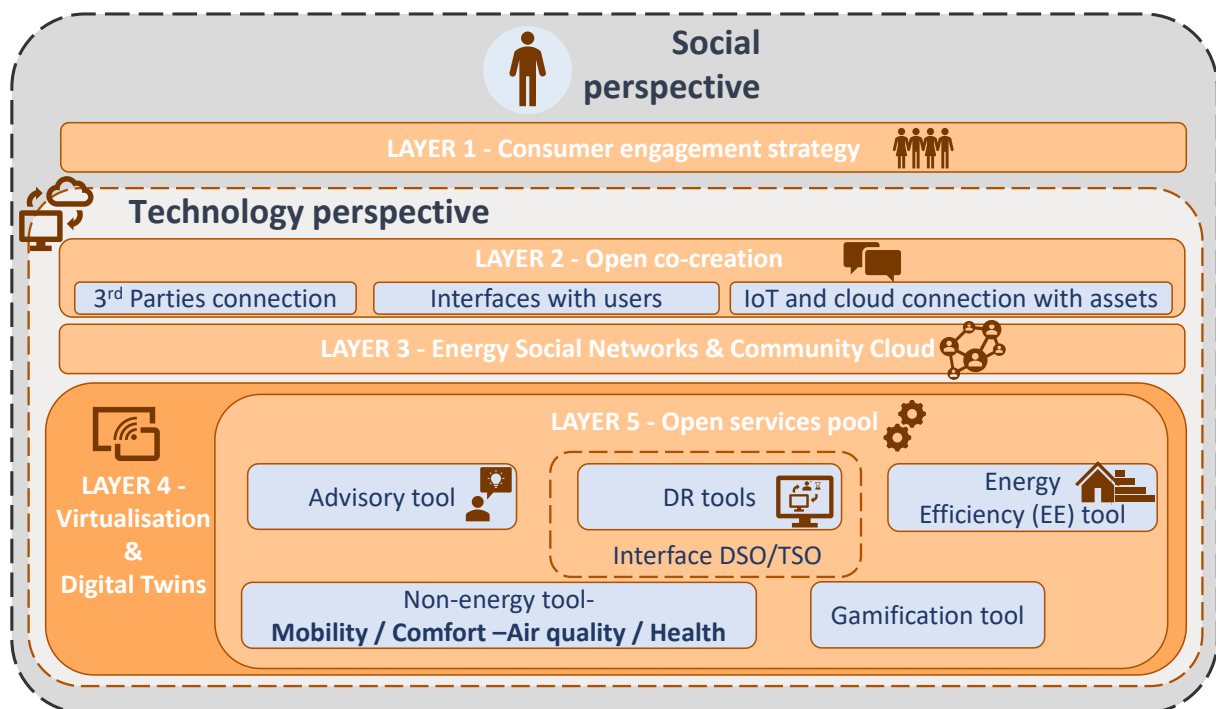 Social
perspective
LAYER 1 - Consumer engagement strategy
Technology perspective
LAYER 2 - Open co-creation
3rd Parties connection
Interfaces with users
IoT and cloud connection with assets
LAYER 3 - Energy Social Networks & Community Cloud
LAYER 4 -
Virtualisation
&
Digital Twins
LAYER 5 - Open services pool
Advisory tool
DR tools
Interface DSO/TSO
Energy
Efficiency (EE) tool
Non-energy tool-
Mobility / Comfort –Air quality / Health
Gamification tool